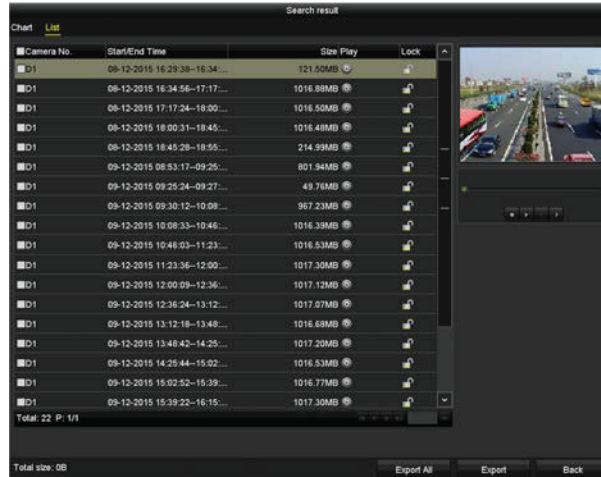 Search result
Chart List
Camera No. Start/End Time Size Play Lock
D1 08-12-2015 16:29:38--16:34:... 121.50MB
D1 08-12-2015 16:34:56--17:17:... 1016.88MB
D1 08-12-2015 17:17:24--18:00:... 1016.50MB
D1 08-12-2015 18:00:31--18:45:... 1016.48MB
D1 08-12-2015 18:45:28--18:55:... 214.99MB
D1 09-12-2015 08:53:17--09:25:... 801.94MB
D1 09-12-2015 09:25:24--09:27:... 49.76MB
D1 09-12-2015 09:30:12--10:08:... 967.23MB
D1 09-12-2015 10:08:33--10:46:... 1016.39MB
D1 09-12-2015 10:46:03--11:23:... 1016.53MB
D1 09-12-2015 11:23:36--12:00:... 1017.30MB
D1 09-12-2015 12:00:09--12:36:... 1017.12MB
D1 09-12-2015 12:36:24--13:12:... 1017.07MB
D1 09-12-2015 13:12:18--13:48:... 1016.68MB
D1 09-12-2015 13:48:42--14:25:... 1017.20MB
D1 09-12-2015 14:25:44--15:02:... 1016.53MB
D1 09-12-2015 15:02:52--15:39:... 1016.77MB
D1 09-12-2015 15:39:22--16:15:... 1017.30MB
Total: 22 P: 1/1
Total size: 0B Export All Export Back